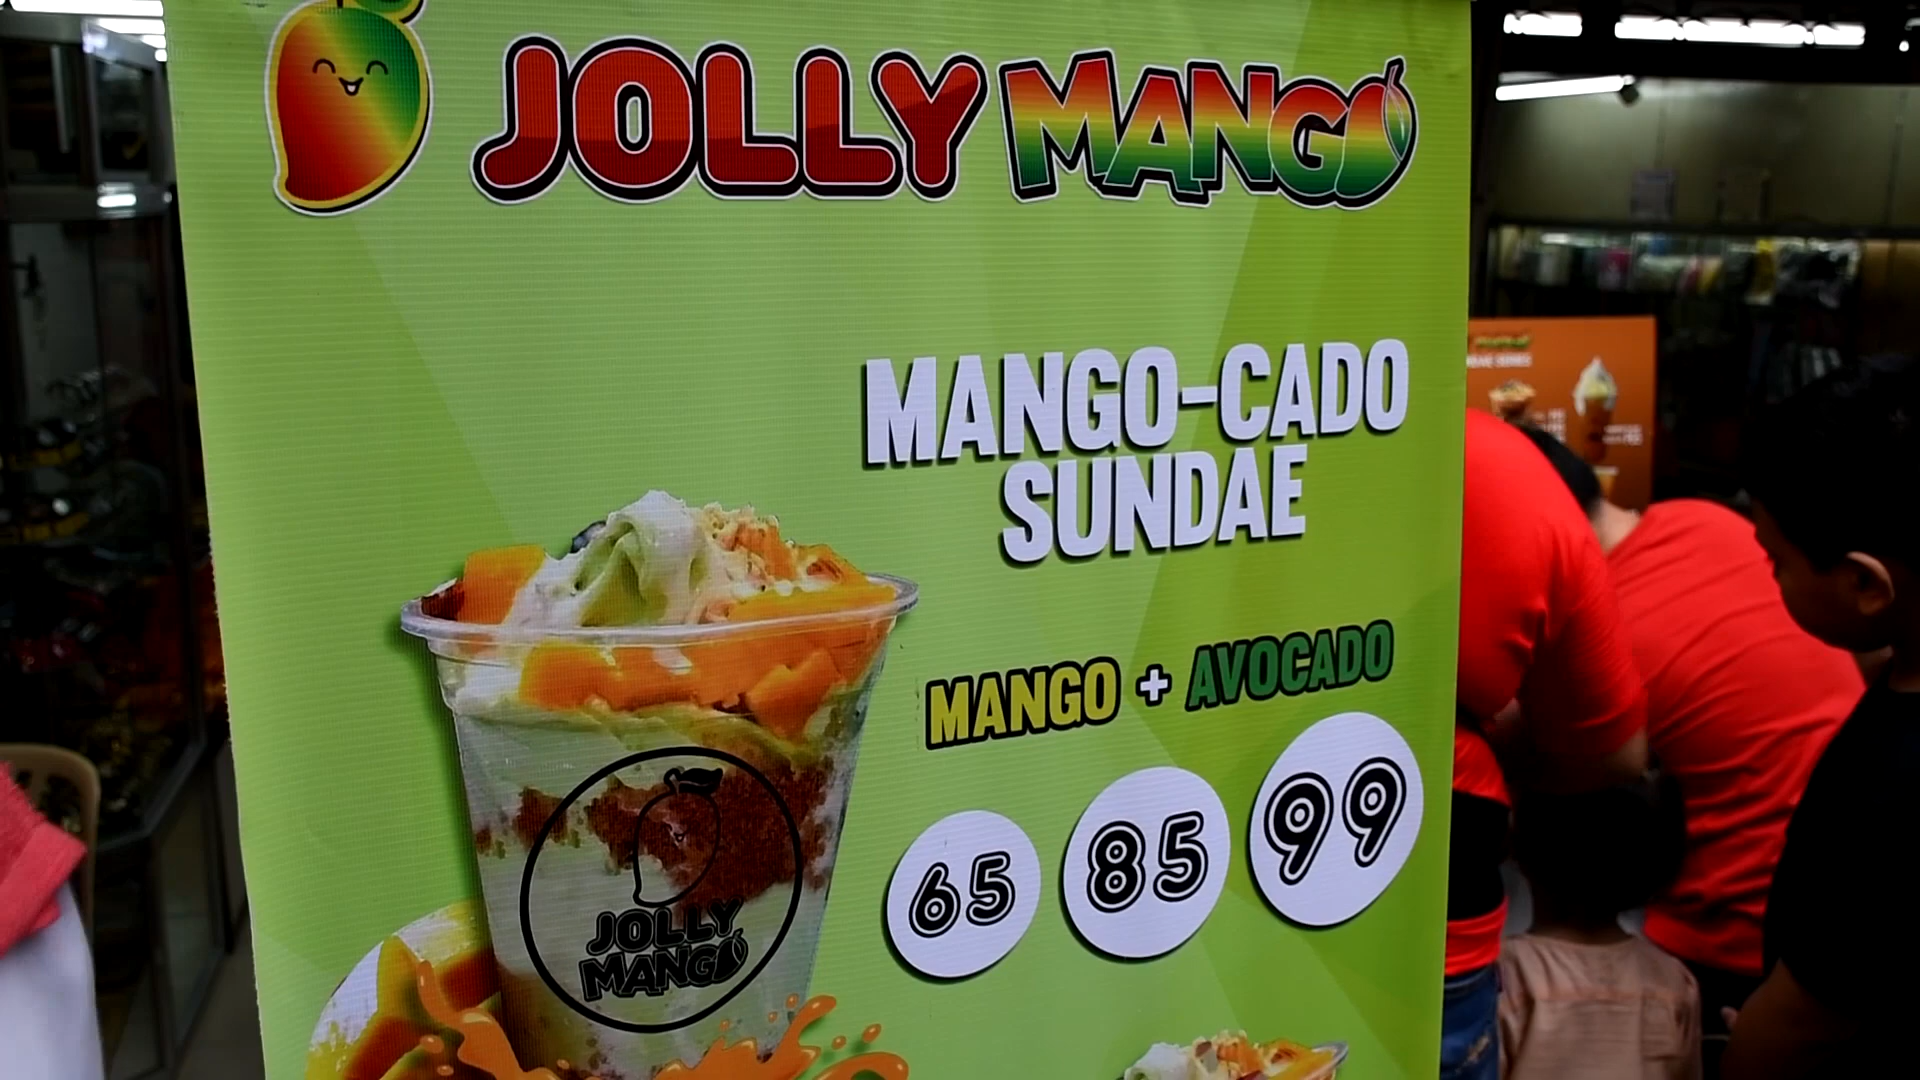 JOLLY MANGO
MANGO-CADO
SUNDAE
MANGO + AVOCADO
65 85 99
JOLLY
MANGO